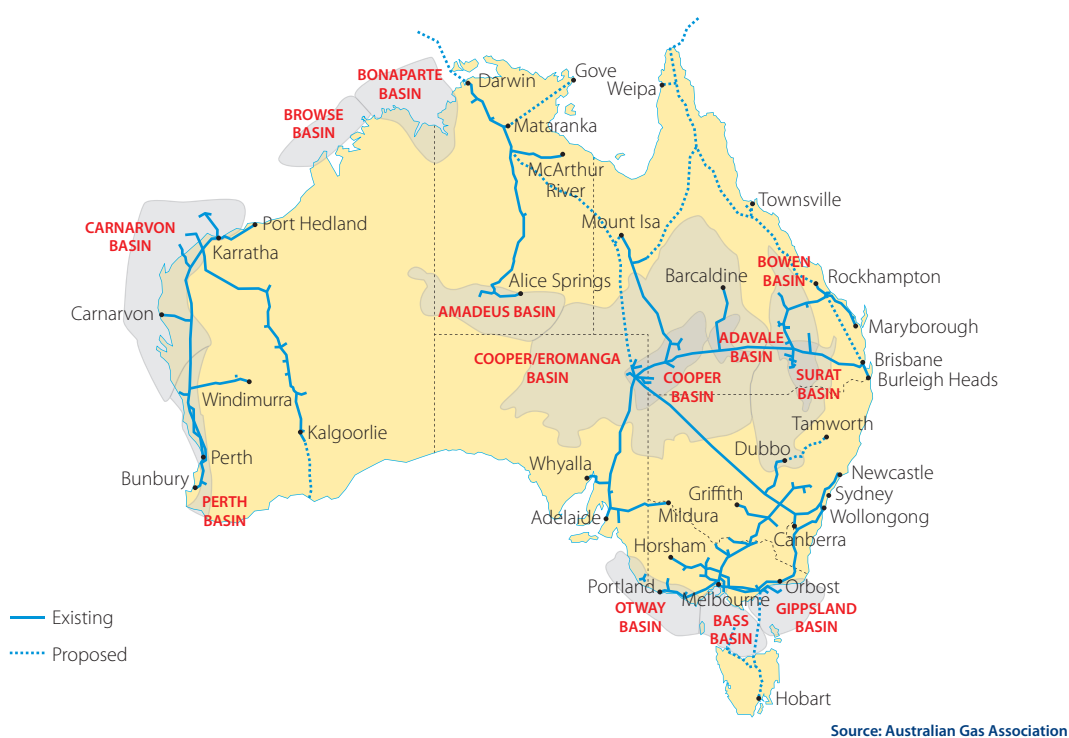 BONAPARTE
BASIN
Darwin
Gove
Weipa
BROWSE
BASIN
Mataranka
McArthur
River
Townsville
CARNARVON
BASIN
Port Hedland
Karratha
Mount Isa
Barcaldine
BOWEN
BASIN
Rockhampton
Alice Springs
AMADEUS BASIN
Carnarvon
Maryborough
ADAVALE
BASIN
COOPER/EROMANGA
BASIN
Brisbane
COOPER
BASIN
SURAT
BASIN
Burleigh Heads
Windimurra
Tamworth
Kalgoorlie
Dubbo
Perth
Whyalla
Bunbury
Newcastle
Griffith
Sydney
PERTH
BASIN
Adelaide
Mildura
Wollongong
Canberra
Horsham
Portland
Orbost
Melbourne
OTWAY
BASIN
BASS
BASIN
GIPPSLAND
BASIN
Existing
Proposed
Hobart
Source: Australian Gas Association